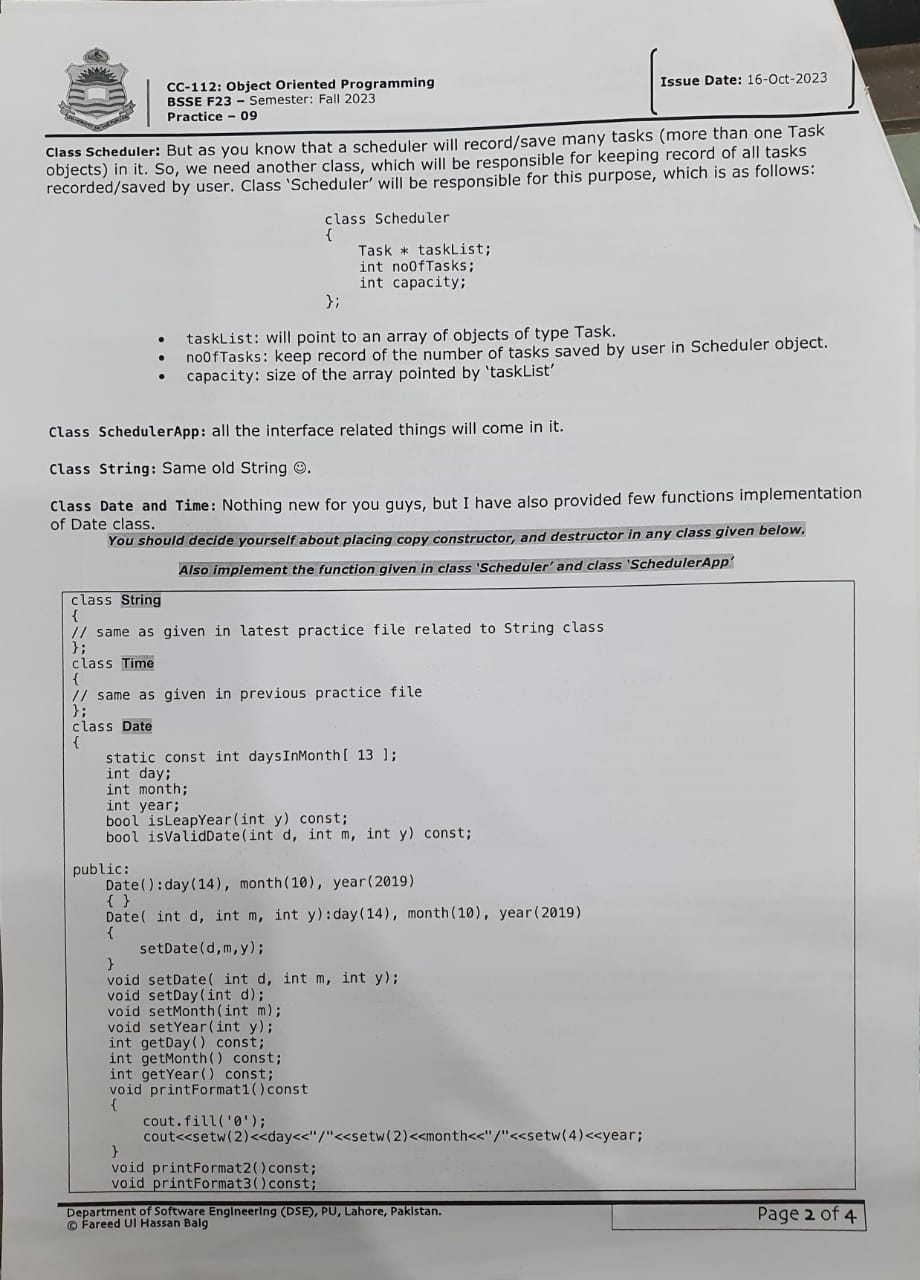 CC-112: Object Oriented Programming
BSSE F23 – Semester: Fall 2023
Practice – 09
Issue Date: 16-Oct-2023
Class Scheduler: But as you know that a scheduler will record/save many tasks (more than one Task
objects) in it. So, we need another class, which will be responsible for keeping record of all tasks
recorded/saved by user. Class ‘Scheduler’ will be responsible for this purpose, which is as follows:
class Scheduler
{
Task * taskList;
int noOfTasks;
int capacity;
};
• taskList: will point to an array of objects of type Task.
• noOfTasks: keep record of the number of tasks saved by user in Scheduler object.
• capacity: size of the array pointed by ‘taskList’
Class SchedulerApp: all the interface related things will come in it.
Class String: Same old String ☺.
Class Date and Time: Nothing new for you guys, but I have also provided few functions implementation
of Date class.
You should decide yourself about placing copy constructor, and destructor in any class given below.
Also implement the function given in class ‘Scheduler’ and class ‘SchedulerApp’
class String
{
// same as given in latest practice file related to String class
};
class Time
{
// same as given in previous practice file
};
class Date
{
static const int daysInMonth[ 13 ];
int day;
int month;
int year;
bool isLeapYear(int y) const;
bool isValidDate(int d, int m, int y) const;
public:
Date():day(14), month(10), year(2019)
{ }
Date( int d, int m, int y):day(14), month(10), year(2019)
{
setDate(d,m,y);
}
void setDate( int d, int m, int y);
void setDay(int d);
void setMonth(int m);
void setYear(int y);
int getDay() const;
int getMonth() const;
int getYear() const;
void printFormat1()const
{
cout.fill('0');
cout<<setw(2)<<day<<"/"<<setw(2)<<month<<"/"<<setw(4)<<year;
}
void printFormat2()const;
void printFormat3()const;
Department of Software Engineering (DSE), PU, Lahore, Pakistan.
© Fareed Ul Hassan Baig
Page 2 of 4